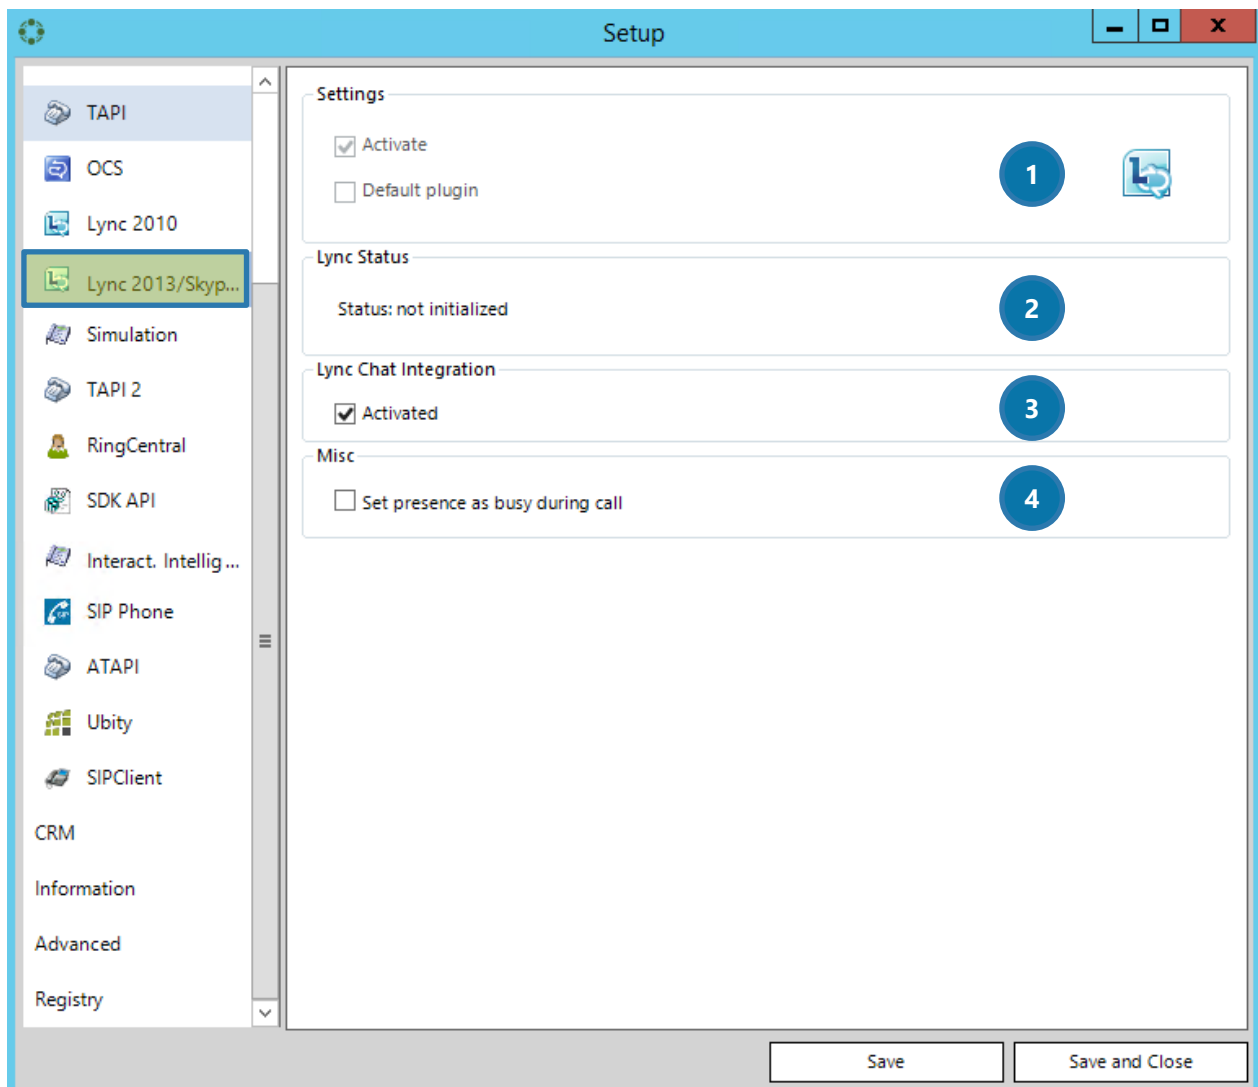 Setup
X
TAPI
OCS
Lync 2010
Lync 2013/Skyp...
Simulation
TAPI 2
RingCentral
SDK API
Interact. Intellig...
SIP Phone
ATAPI
Ubity
SIPClient
CRM
Information
Advanced
Registry
Settings
Activate
Default plugin
1
Lync Status
Status: not initialized
2
Lync Chat Integration
Activated
3
Misc
Set presence as busy during call
4
Save
Save and Close